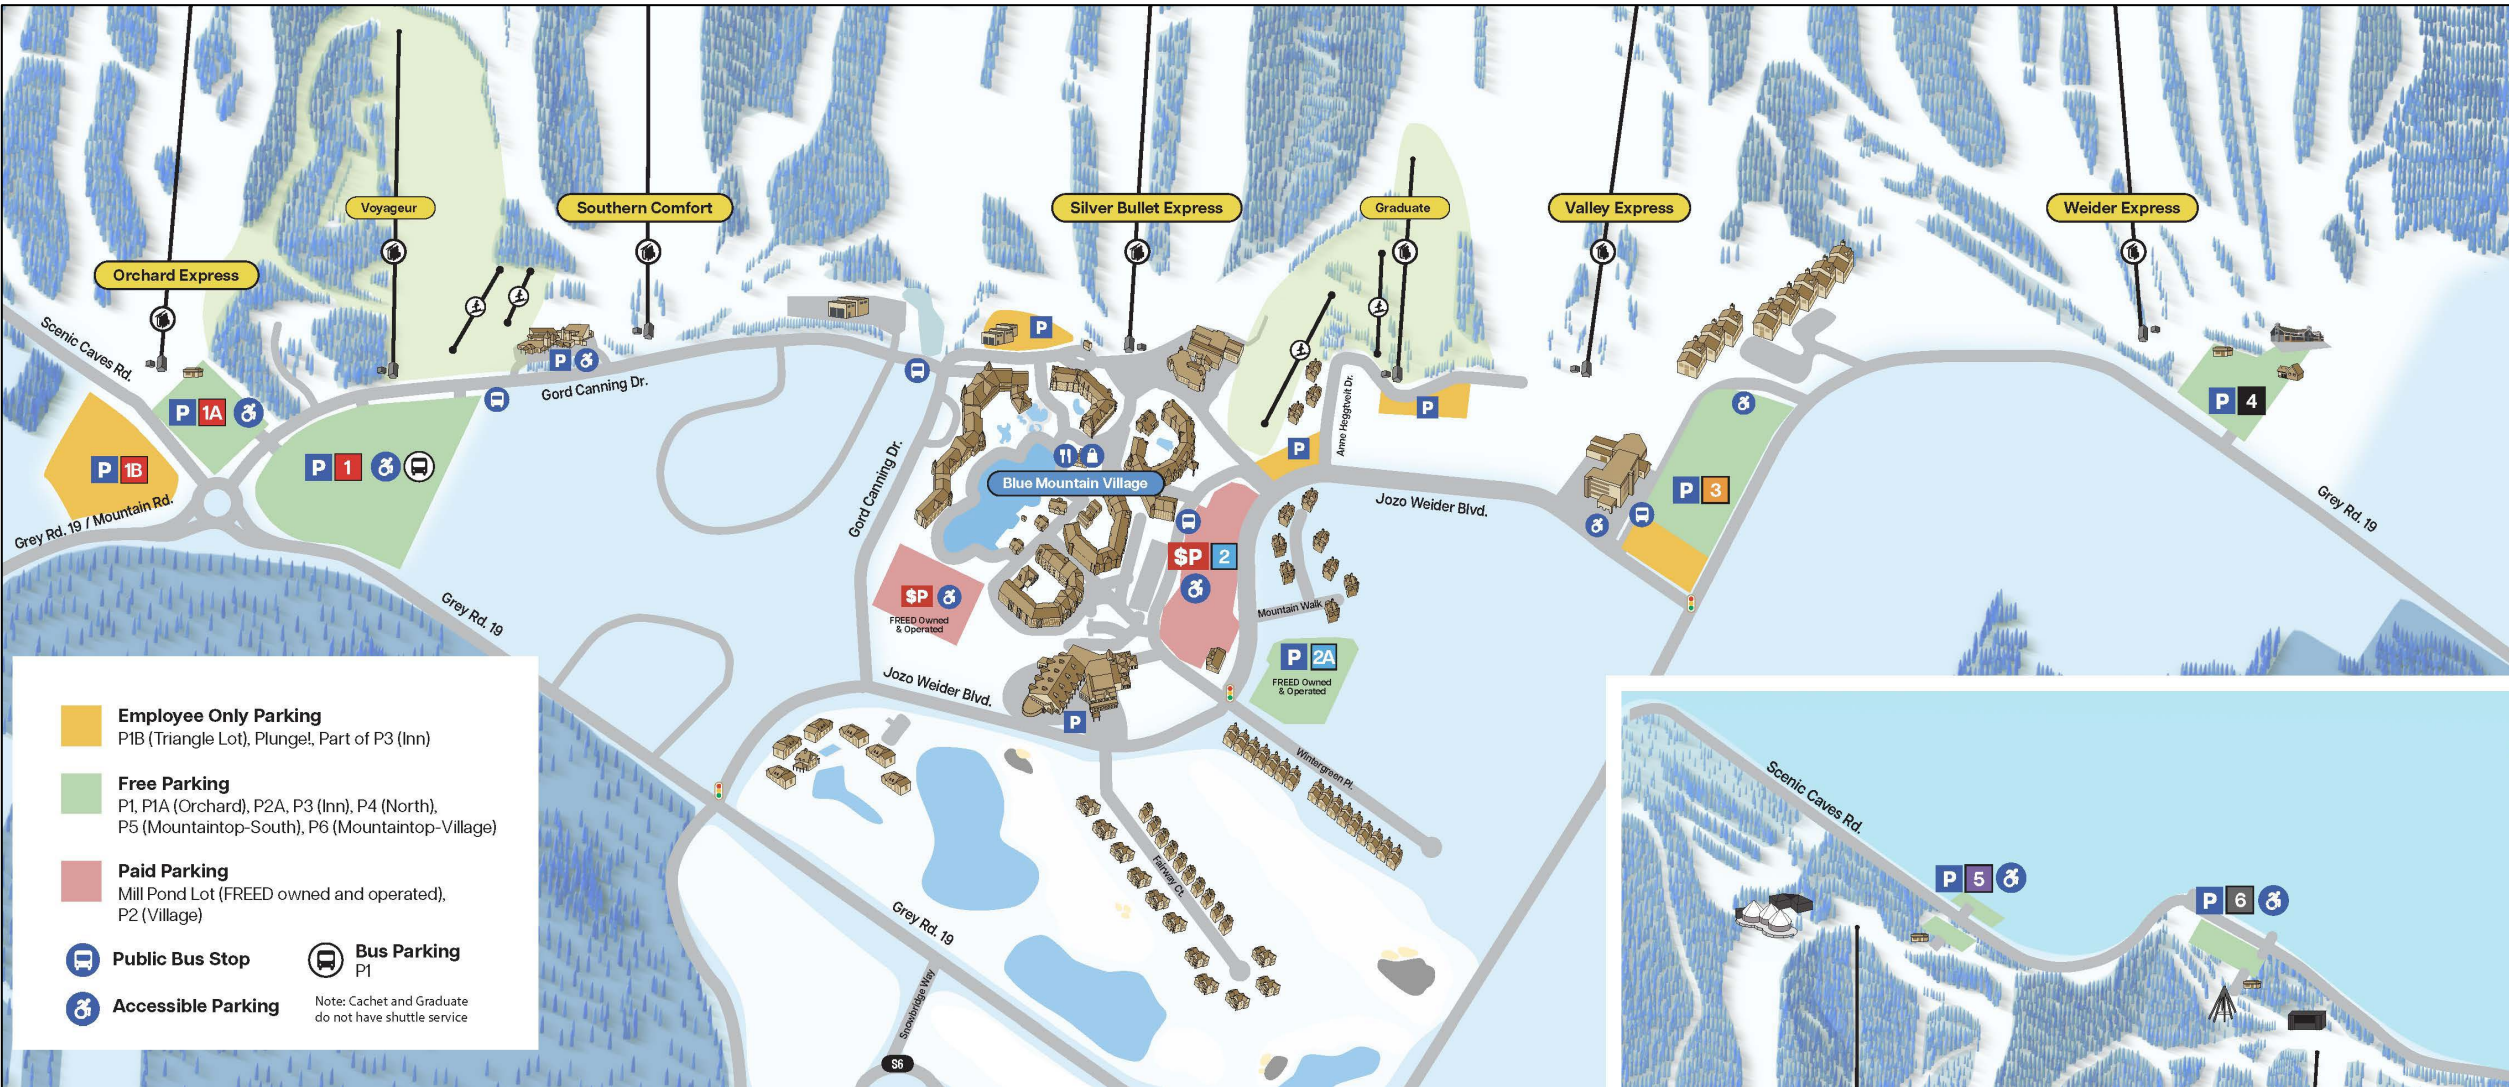 Voyageur
Southern Comfort
Silver Bullet Express
Graduate
Valley Express
Weider Express
Orchard Express
Scenic Caves Rd.
P
P
Gord Canning Dr.
P 1A
P 1B
P 1
Grey Rd. 19 / Mountain Rd.
Gord Canning Dr.
Blue Mountain Village
Anne Heggtveit Dr.
P
P
P 4
Jozo Weider Blvd.
P 3
Grey Rd. 19
$P 2
$P
FREED Owned
& Operated
Grey Rd. 19
Mountain Walk
P 2A
FREED Owned
& Operated
Jozo Weider Blvd.
P
Wintergreen Pl.
Fairway Ct.
Grey Rd. 19
Snowbridge Way
S6
Scenic Caves Rd.
P 5
P 6
Employee Only Parking
P1B (Triangle Lot), Plunge!, Part of P3 (Inn)
Free Parking
P1, P1A (Orchard), P2A, P3 (Inn), P4 (North),
P5 (Mountaintop-South), P6 (Mountaintop-Village)
Paid Parking
Mill Pond Lot (FREED owned and operated),
P2 (Village)
Public Bus Stop
Bus Parking
P1
Accessible Parking
Note: Cachet and Graduate
do not have shuttle service